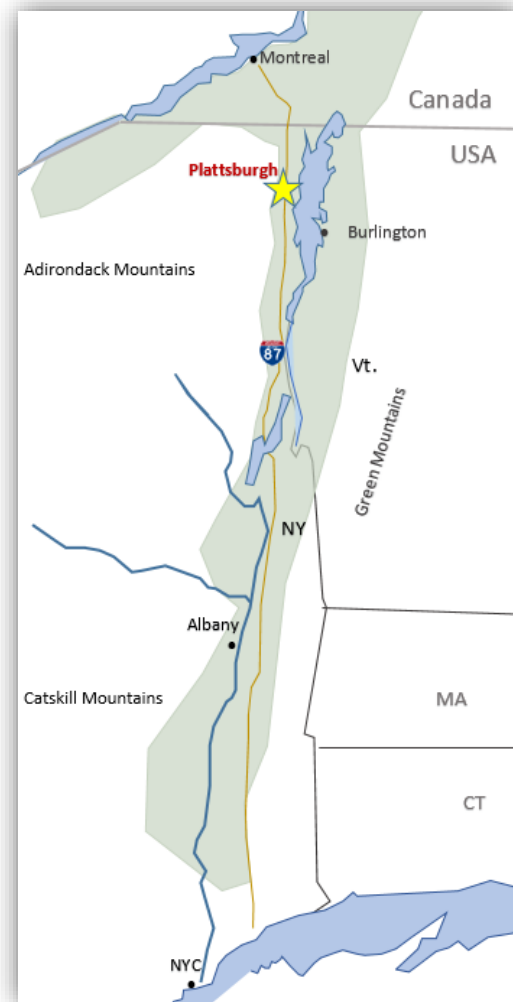 Montreal
Canada
USA
Plattsburgh
Burlington
Adirondack Mountains
87
Vt.
Green Mountains
NY
Albany
Catskill Mountains
MA
CT
NYC